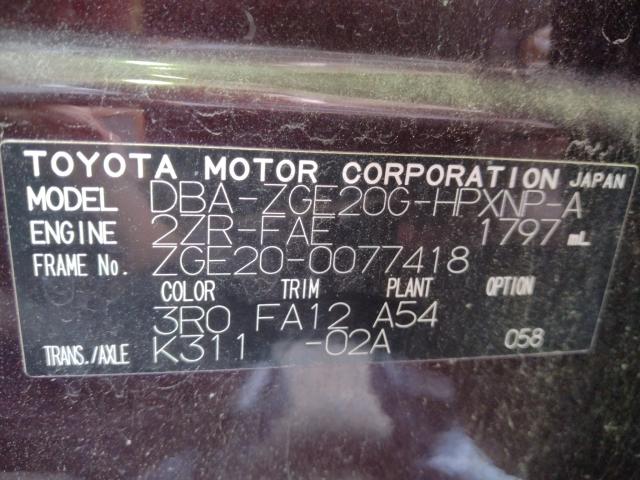 TOYOTA MOTOR CORPORATION JAPAN
MODEL DBA-ZGE20G-HPXNP-A
ENGINE 2ZR-FAE 1797 mL
FRAME No. ZGE20-0077418
COLOR TRIM PLANT OPTION
3R0 FA12 A54
TRANS./AXLE K311 -02A 058